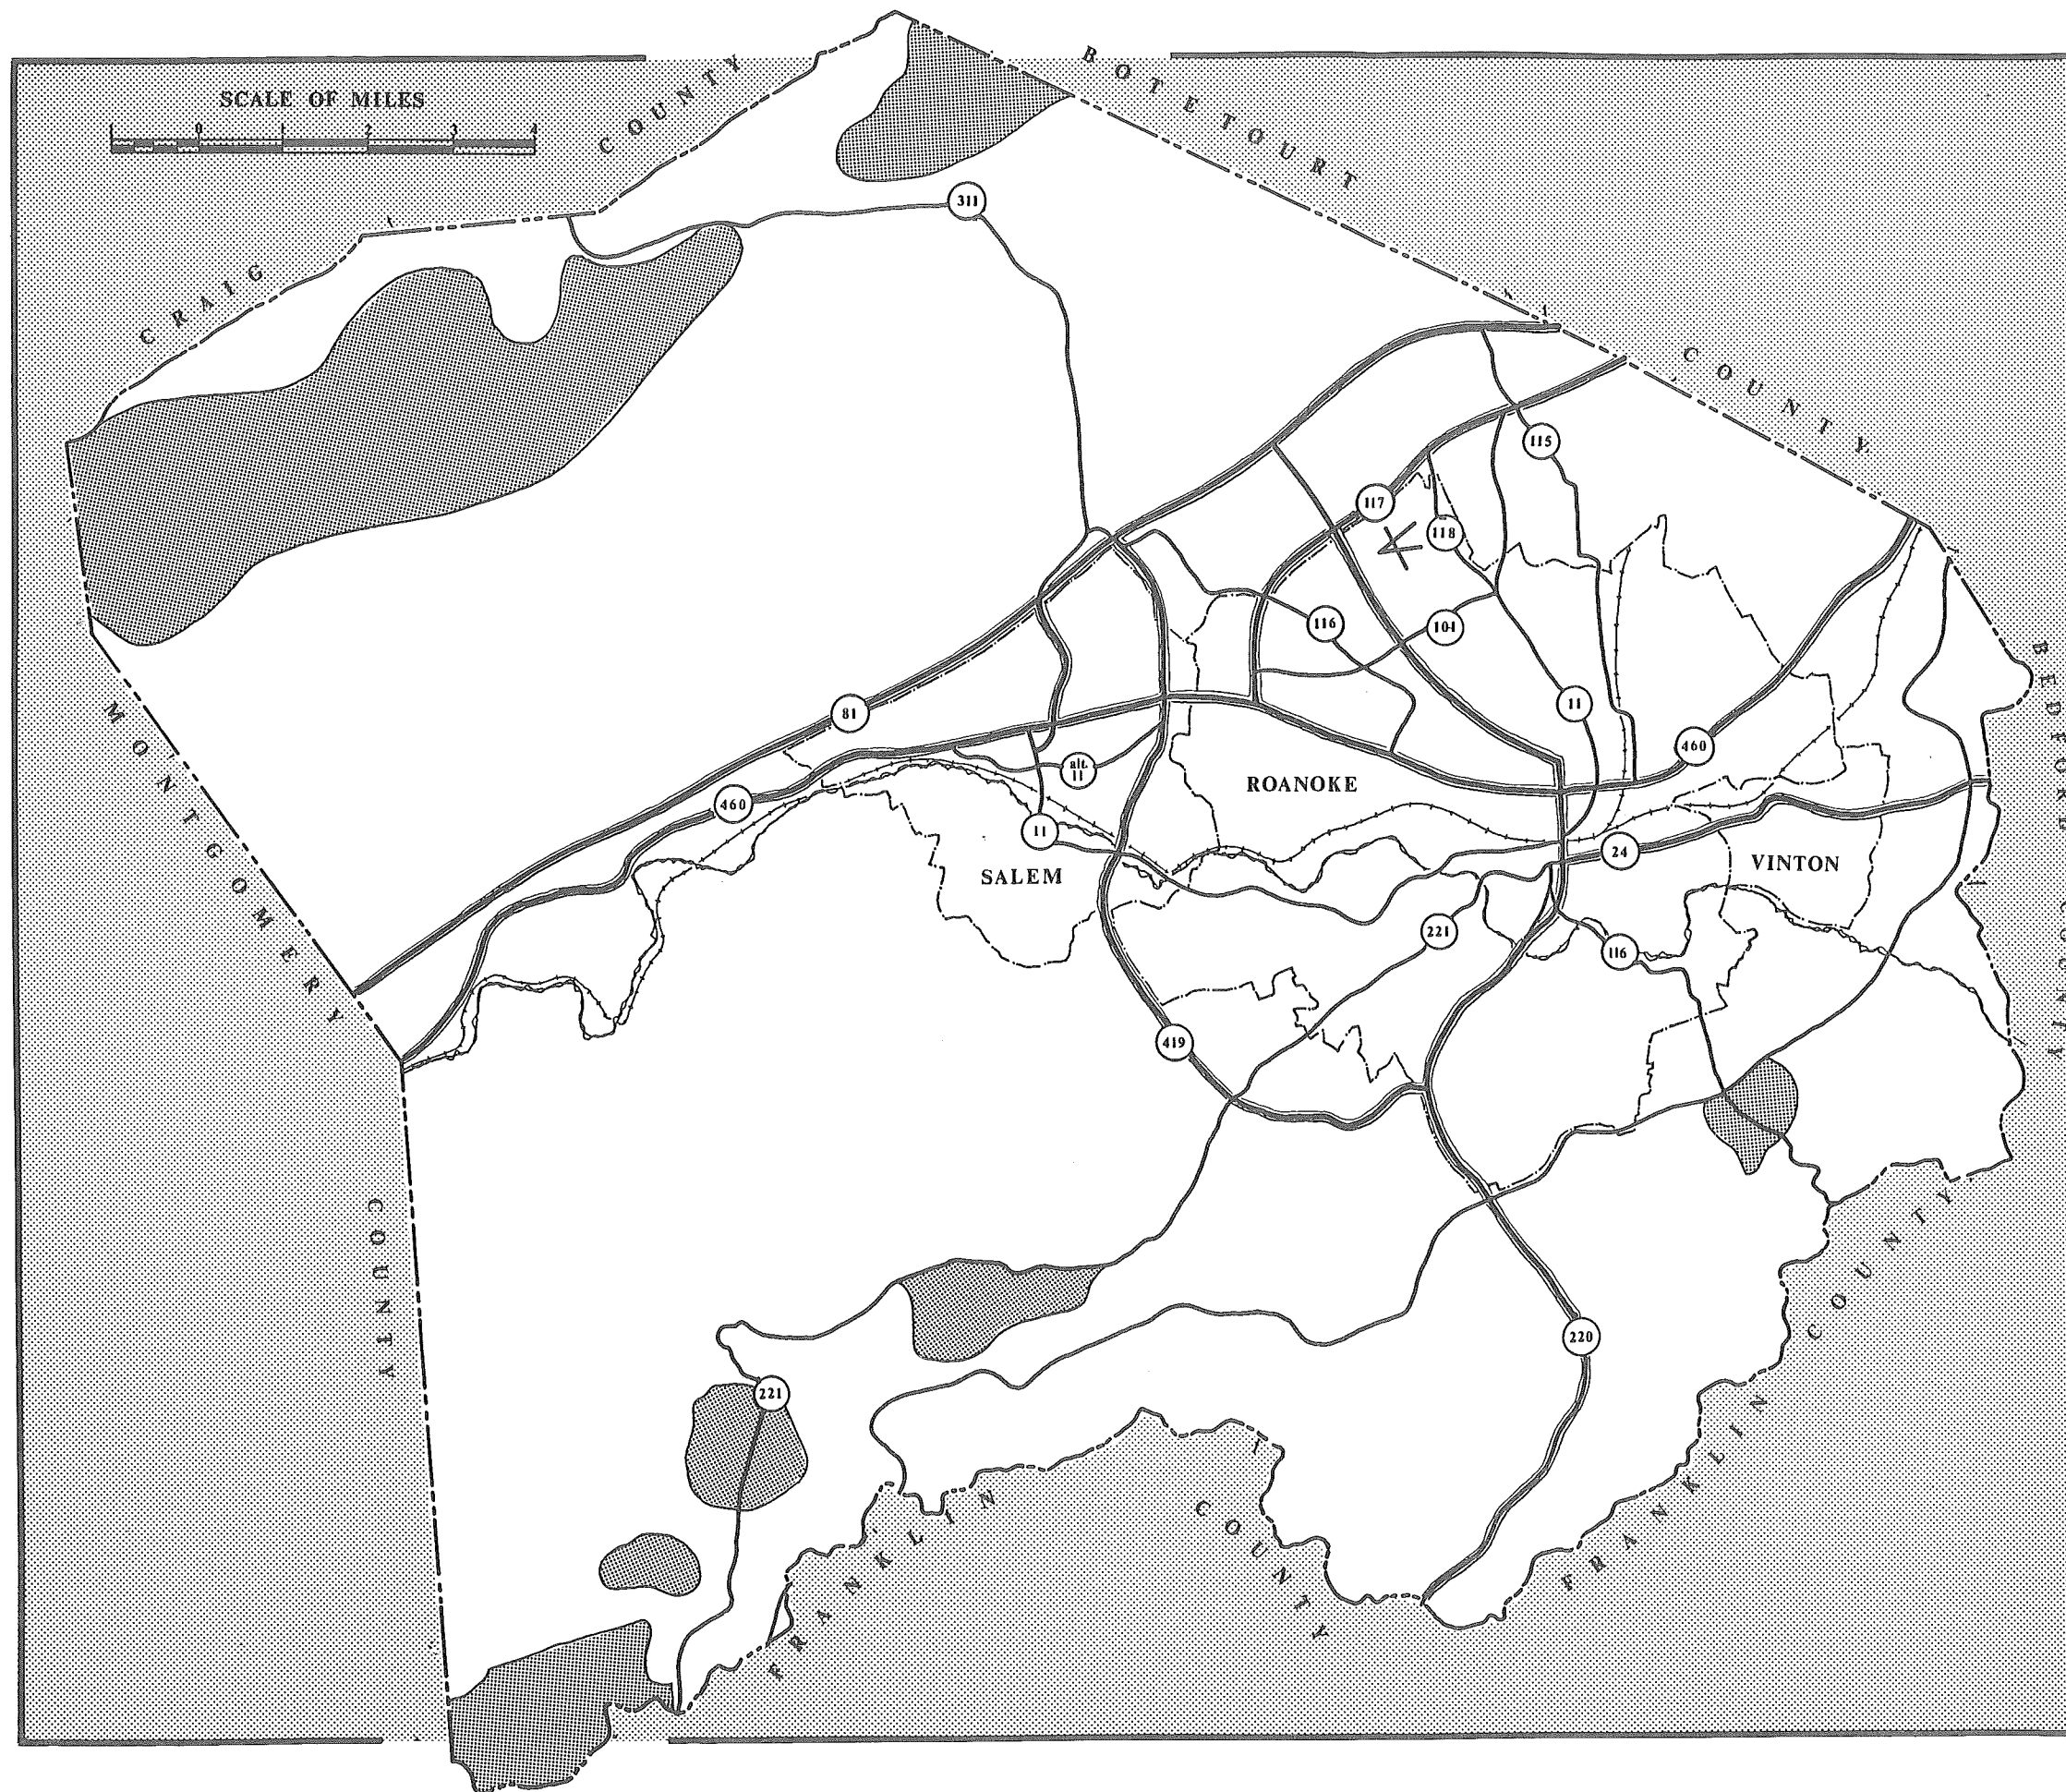 SCALE OF MILES
1 0 1 2 3 4
CRAIG COUNTY
BOTETOURT COUNTY
BEDFORD COUNTY
MONTGOMERY COUNTY
FRANKLIN COUNTY
FRANKLIN COUNTY
311
115
117
118
116
104
81
11
460
alt. 11
460
ROANOKE
11
24
SALEM
VINTON
221
116
419
220
221